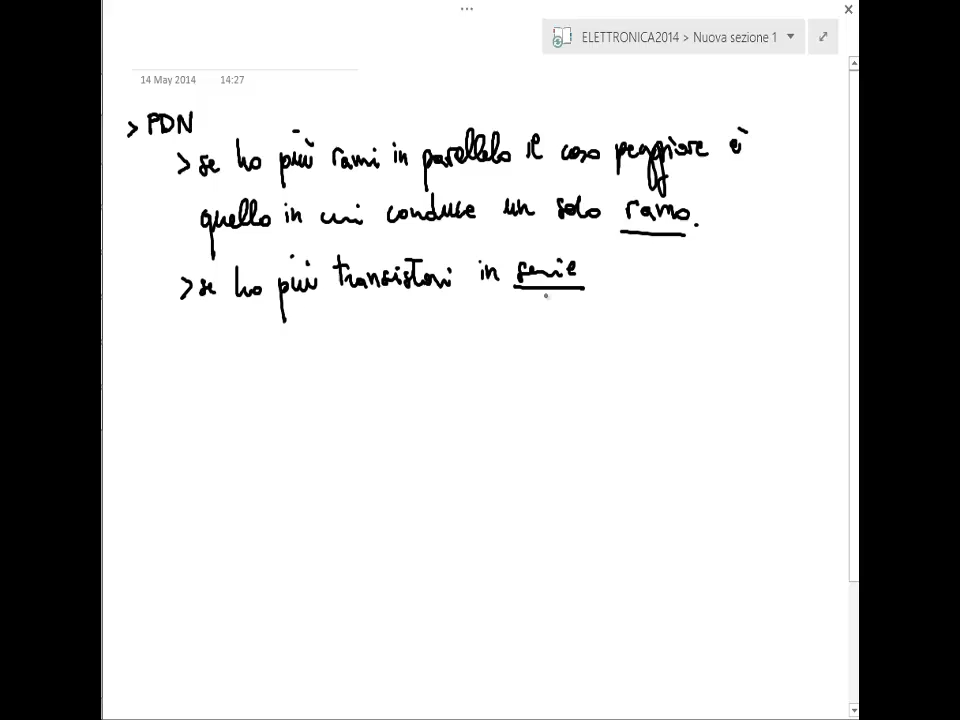 ELETTRONICA2014 > Nuova sezione 1
14 May 2014 14:27
> PDN
> se ho più rami in parallelo il caso peggiore è
quello in cui conduce un solo ramo.
> se ho più transistori in serie